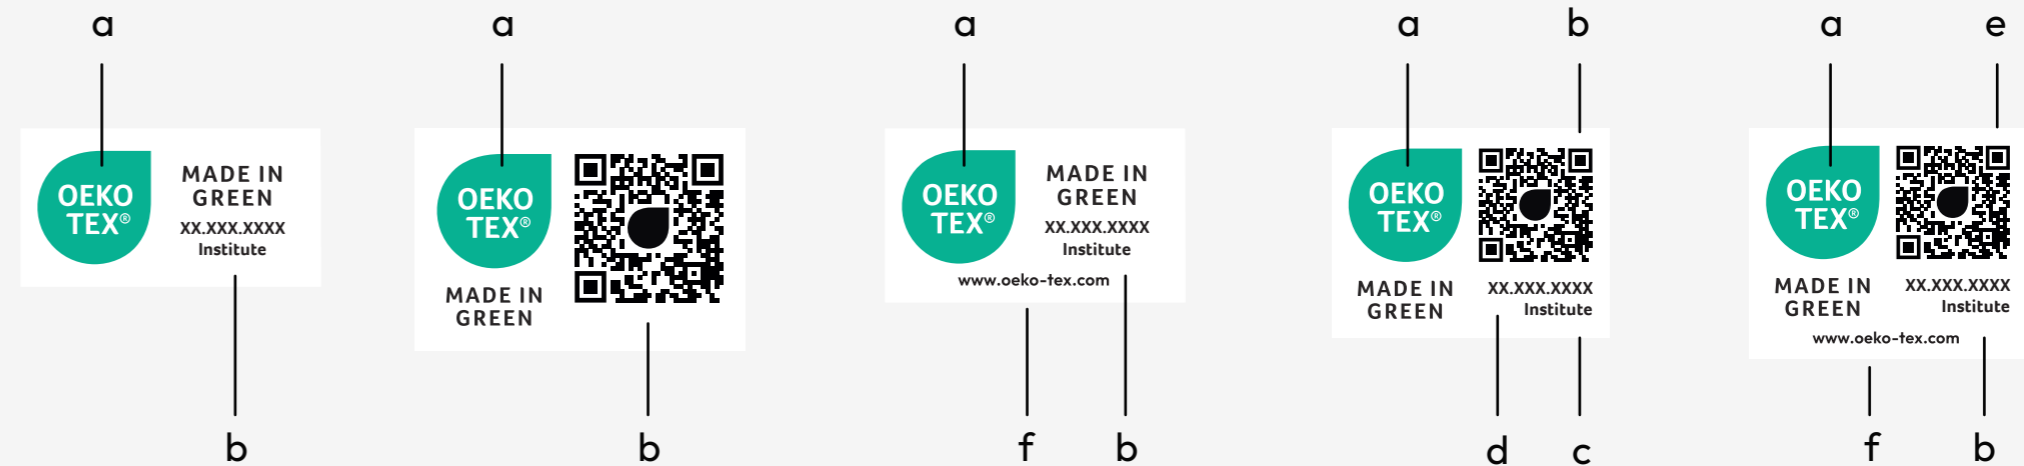 a
a
a
a
b
a
e
OEKO
TEX®
MADE IN
GREEN
XX.XXX.XXXX
Institute
b
OEKO
TEX®
MADE IN
GREEN
b
OEKO
TEX®
MADE IN
GREEN
XX.XXX.XXXX
Institute
www.oeko-tex.com
f
b
OEKO
TEX®
MADE IN
GREEN
XX.XXX.XXXX
Institute
d
c
OEKO
TEX®
MADE IN
GREEN
XX.XXX.XXXX
Institute
www.oeko-tex.com
f
b